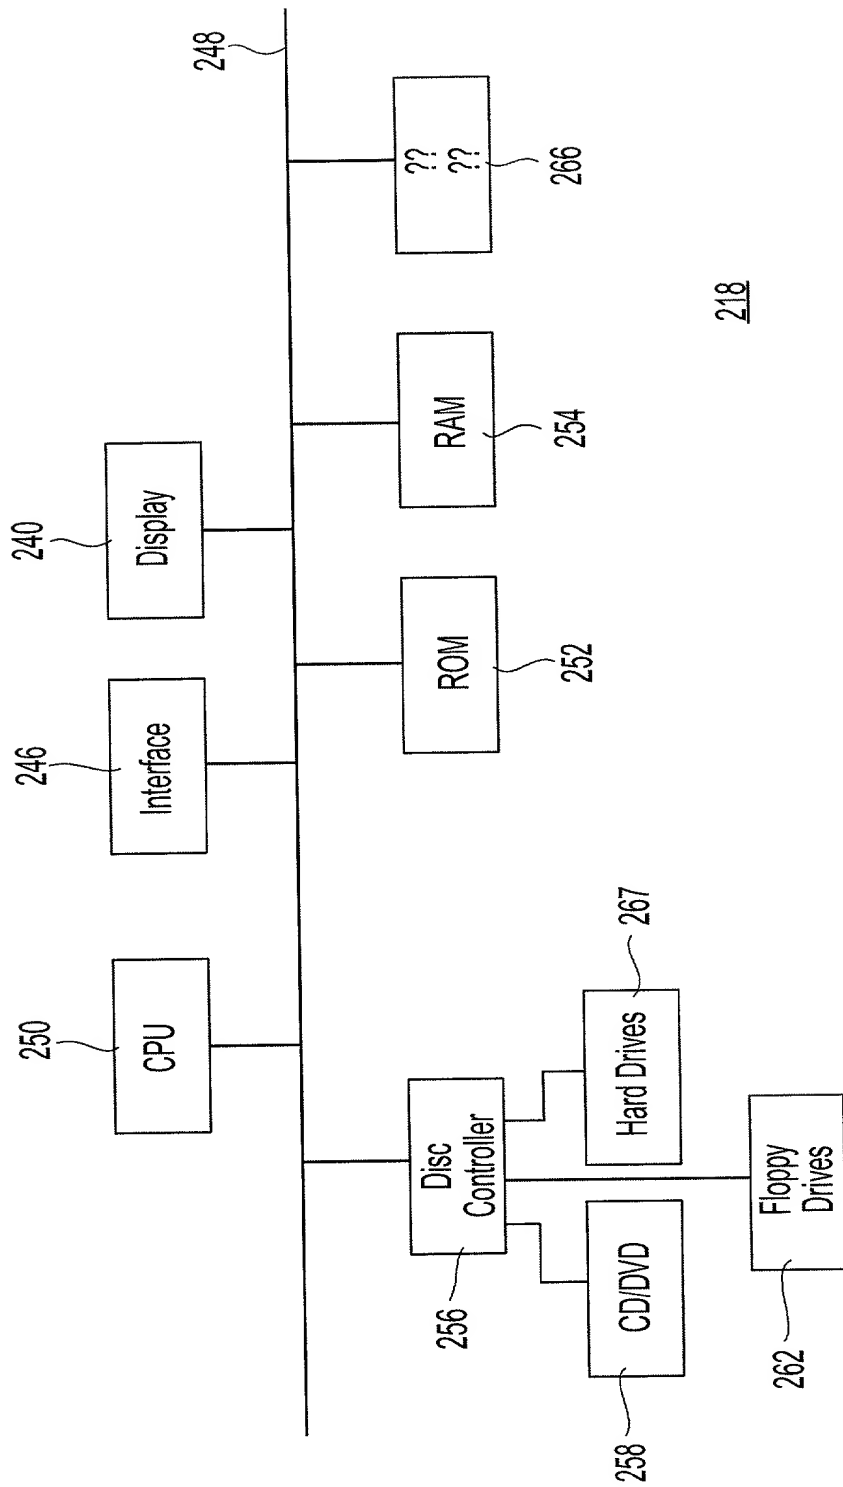 240
Display
246
Interface
250
CPU
248
??
??
266
RAM
254
ROM
252
Disc
Controller
256
Hard Drives
267
CD/DVD
258
Floppy
Drives
262
218